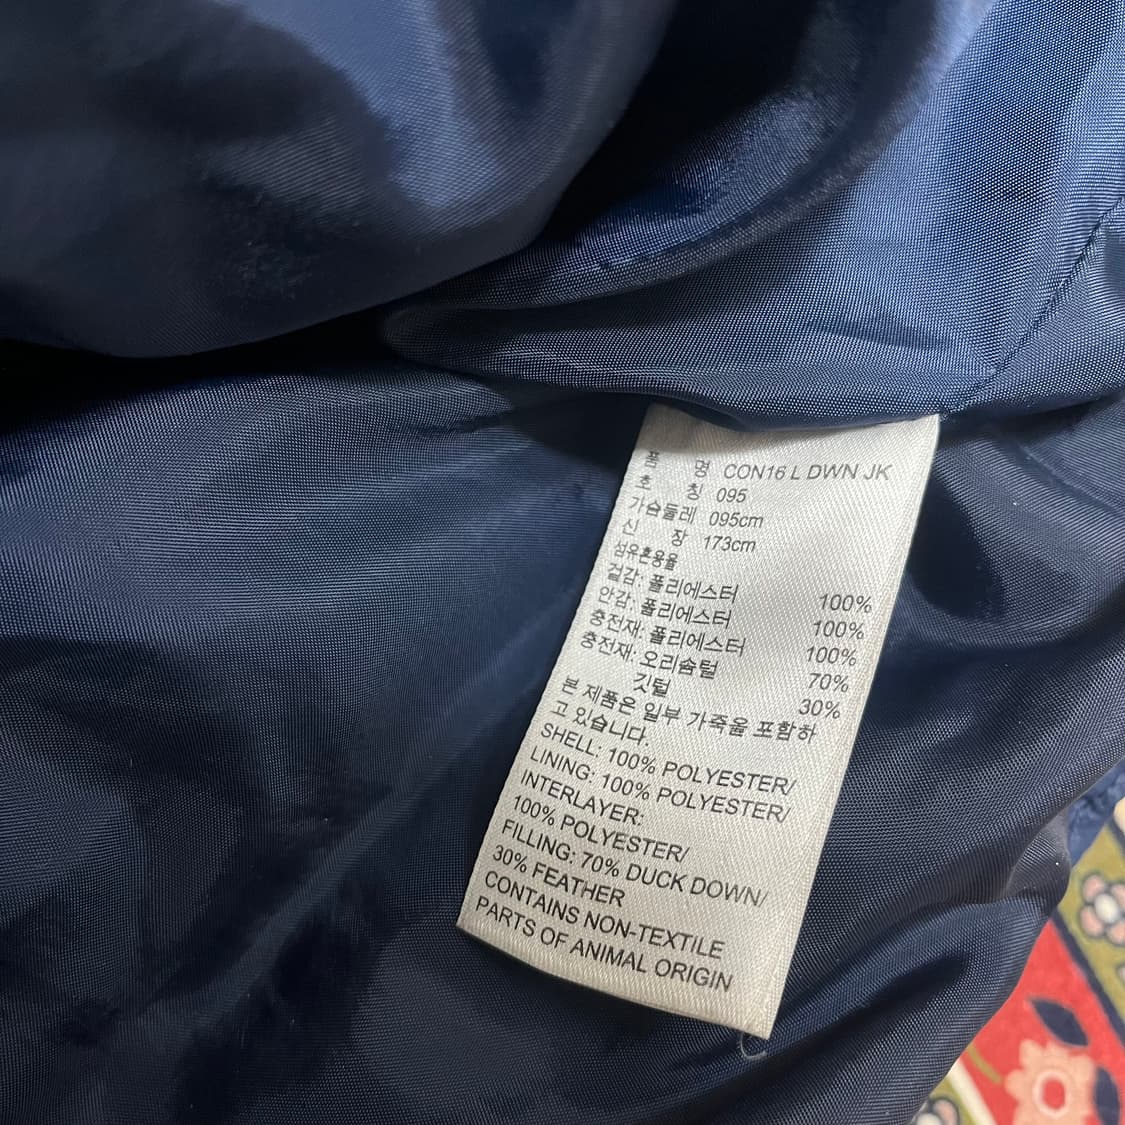 품 명 CON16 L DWN JK
호 칭 095
가슴둘레 095cm
신 장 173cm
섬유혼용율
겉감: 폴리에스터 100%
안감: 폴리에스터 100%
충전재: 폴리에스터 100%
충전재: 오리솜털 70%
깃털 30%
본 제품은 일부 가죽을 포함하
고 있습니다.
SHELL: 100% POLYESTER/
LINING: 100% POLYESTER/
INTERLAYER:
100% POLYESTER/
FILLING: 70% DUCK DOWN/
30% FEATHER
CONTAINS NON-TEXTILE
PARTS OF ANIMAL ORIGIN